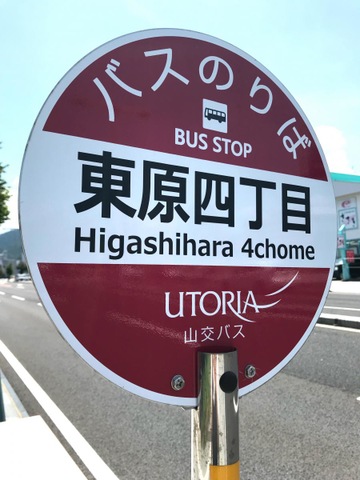 バスのりば
BUS STOP
東原四丁目
Higashihara 4chome
UTORIA
山交バス